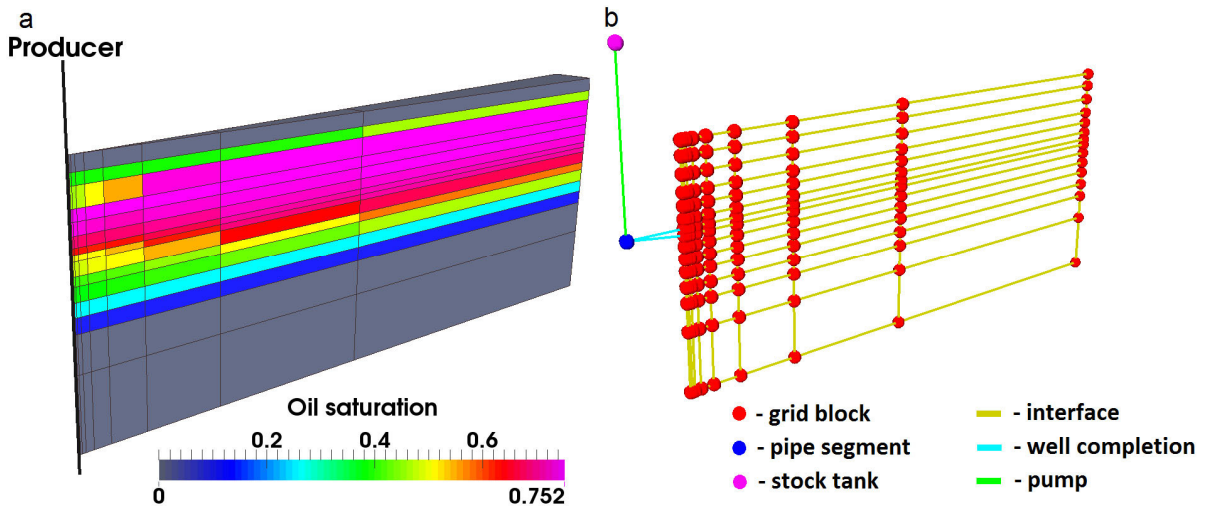 a
b
Producer
Oil saturation
0.2 0.4 0.6
0 0.752
- grid block
- pipe segment
- stock tank
- interface
- well completion
- pump